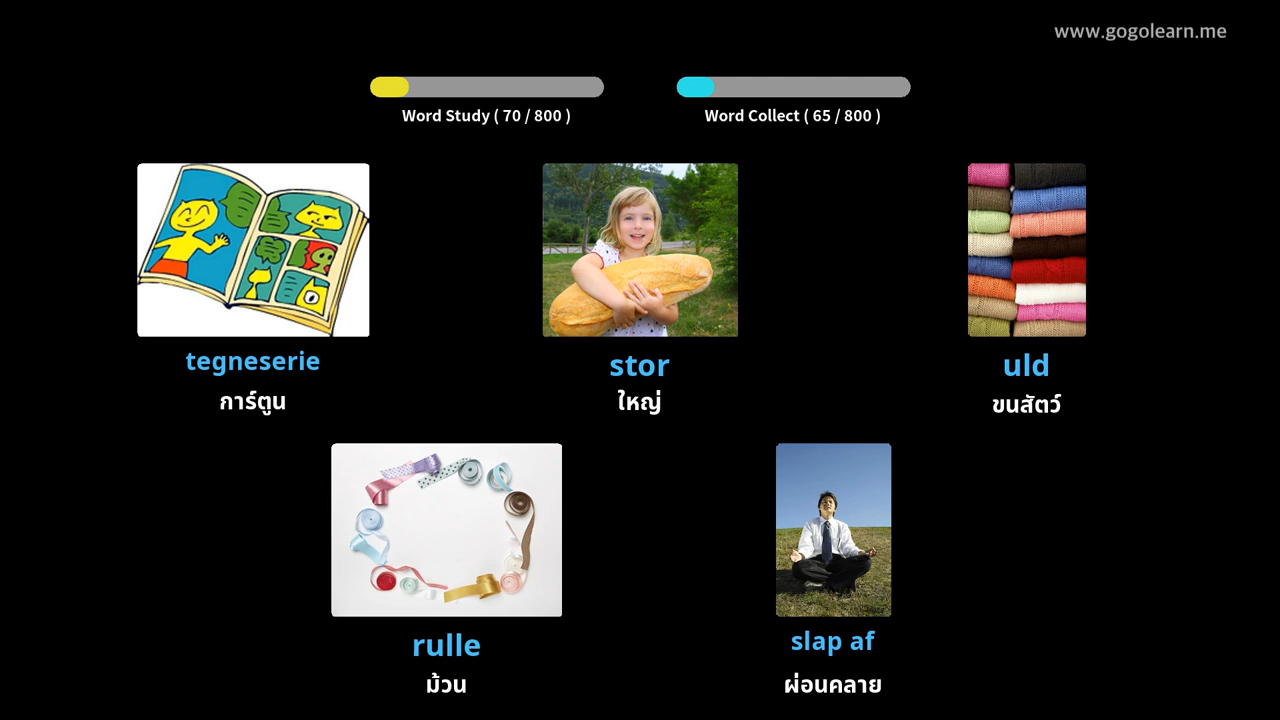 www.gogolearn.me
Word Study ( 70 / 800 )
Word Collect ( 65 / 800 )
tegneserie
การ์ตูน
stor
ใหญ่
uld
ขนสัตว์
rulle
ม้วน
slap af
ผ่อนคลาย